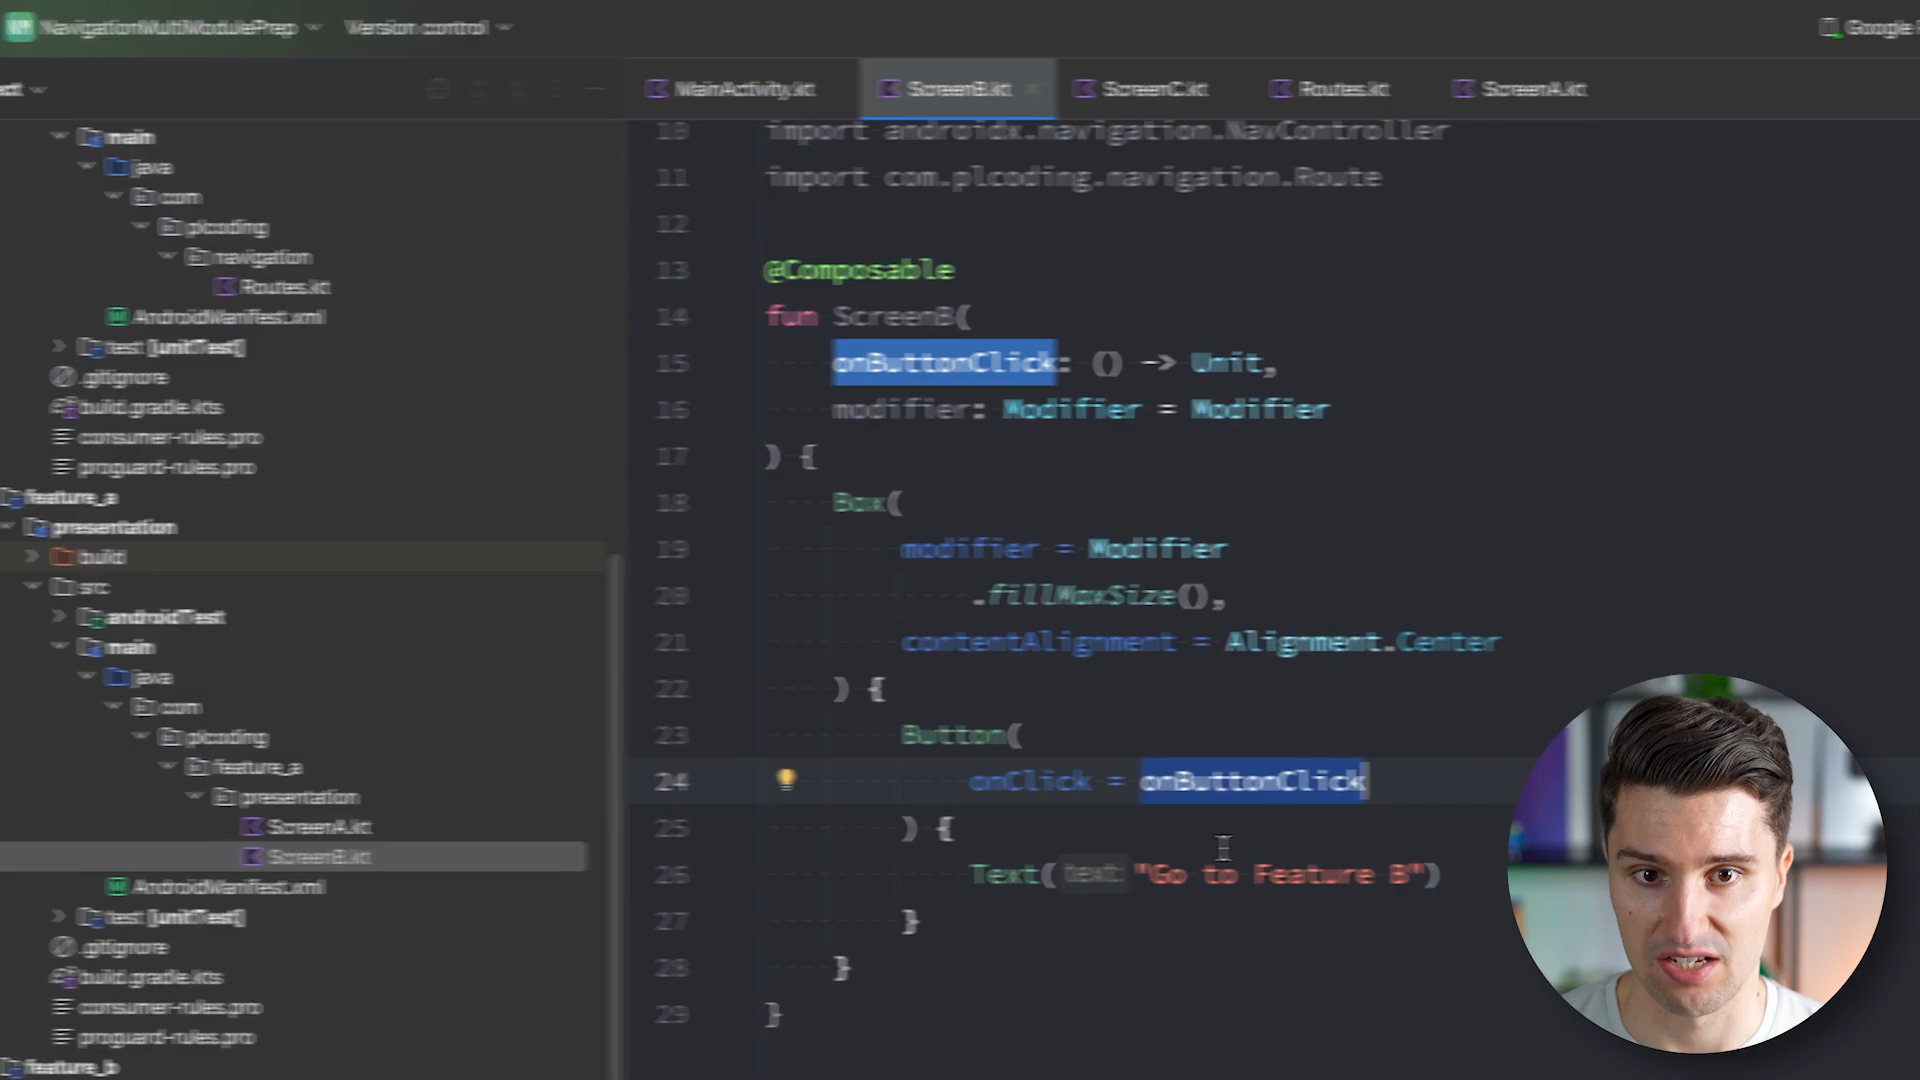 NavigationMultiModulePrep
Version control
Google
ect
MainActivity.kt
ScreenB.kt
ScreenC.kt
Routes.kt
ScreenA.kt
main
java
com
plcoding
navigation
Routes.kt
AndroidManifest.xml
test [unitTest]
.gitignore
build.gradle.kts
consumer-rules.pro
proguard-rules.pro
feature_a
presentation
build
src
androidTest
main
java
com
plcoding
feature_a
presentation
ScreenA.kt
ScreenB.kt
AndroidManifest.xml
test [unitTest]
.gitignore
build.gradle.kts
consumer-rules.pro
proguard-rules.pro
feature_b
10 import androidx.navigation.NavController
11 import com.plcoding.navigation.Route
12
13 @Composable
14 fun ScreenB(
15 onButtonClick: () -> Unit,
16 modifier: Modifier = Modifier
17 ) {
18 Box(
19 modifier = Modifier
20 .fillMaxSize(),
21 contentAlignment = Alignment.Center
22 ) {
23 Button(
24 onClick = onButtonClick
25 ) {
26 Text( text: "Go to Feature B")
27 }
28 }
29 }